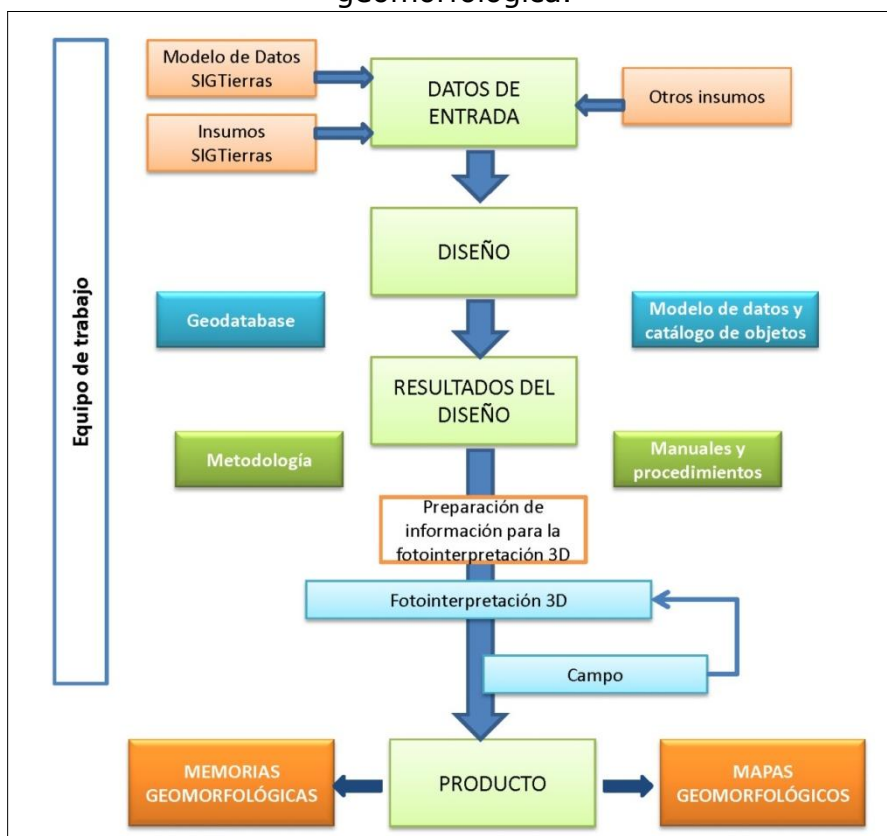 geomorfológica.
Modelo de Datos
SIGTierras
DATOS DE
ENTRADA
Otros insumos
Insumos
SIGTierras
DISEÑO
Geodatabase
Modelo de datos y
catálogo de objetos
Equipo de trabajo
RESULTADOS DEL
DISEÑO
Metodología
Manuales y
procedimientos
Preparación de
información para la
fotointerpretación 3D
Fotointerpretación 3D
Campo
MEMORIAS
GEOMORFOLÓGICAS
PRODUCTO
MAPAS
GEOMORFOLÓGICOS